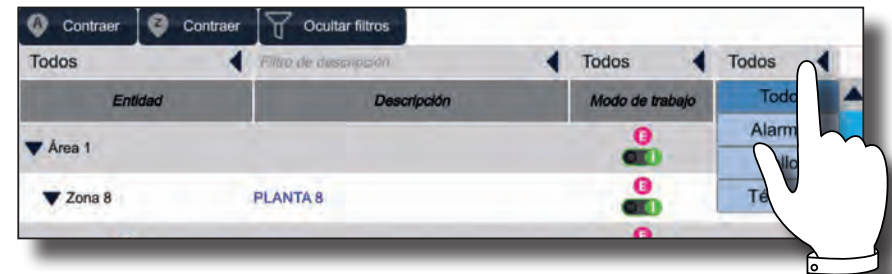 A Contraer Z Contraer Ocultar filtros
Todos Filtro de descripción Todos Todos
Entidad Descripción Modo de trabajo
Área 1 E
Zona 8 PLANTA 8 E
E